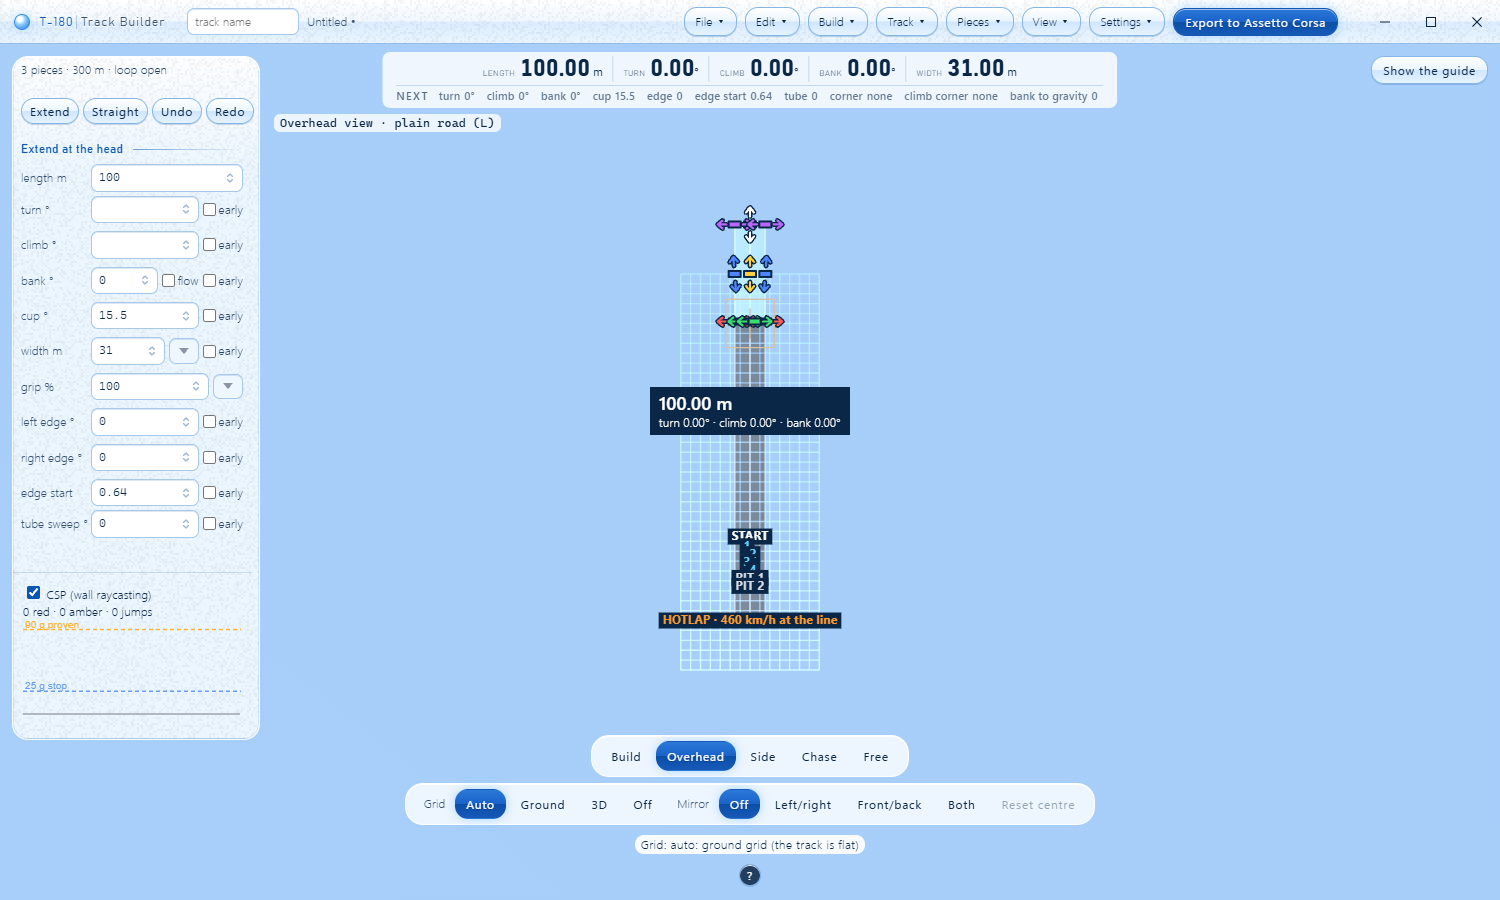 T-180 | Track Builder
track name
Untitled •
File ▾
Edit ▾
Build ▾
Track ▾
Pieces ▾
View ▾
Settings ▾
Export to Assetto Corsa
3 pieces · 300 m · loop open
Extend
Straight
Undo
Redo
Extend at the head
length m 100
turn ° early
climb ° early
bank ° 0 flow early
cup ° 15.5 early
width m 31 early
grip % 100
left edge ° 0 early
right edge ° 0 early
edge start 0.64 early
tube sweep ° 0 early
CSP (wall raycasting)
0 red · 0 amber · 0 jumps
90 g proven
25 g stop
LENGTH 100.00 m TURN 0.00° CLIMB 0.00° BANK 0.00° WIDTH 31.00 m
NEXT turn 0° climb 0° bank 0° cup 15.5 edge 0 edge start 0.64 tube 0 corner none climb corner none bank to gravity 0
Show the guide
Overhead view · plain road (L)
100.00 m
turn 0.00° · climb 0.00° · bank 0.00°
START
1
2
3
4
PIT 1
PIT 2
HOTLAP · 460 km/h at the line
Build Overhead Side Chase Free
Grid Auto Ground 3D Off Mirror Off Left/right Front/back Both Reset centre
Grid: auto: ground grid (the track is flat)
?